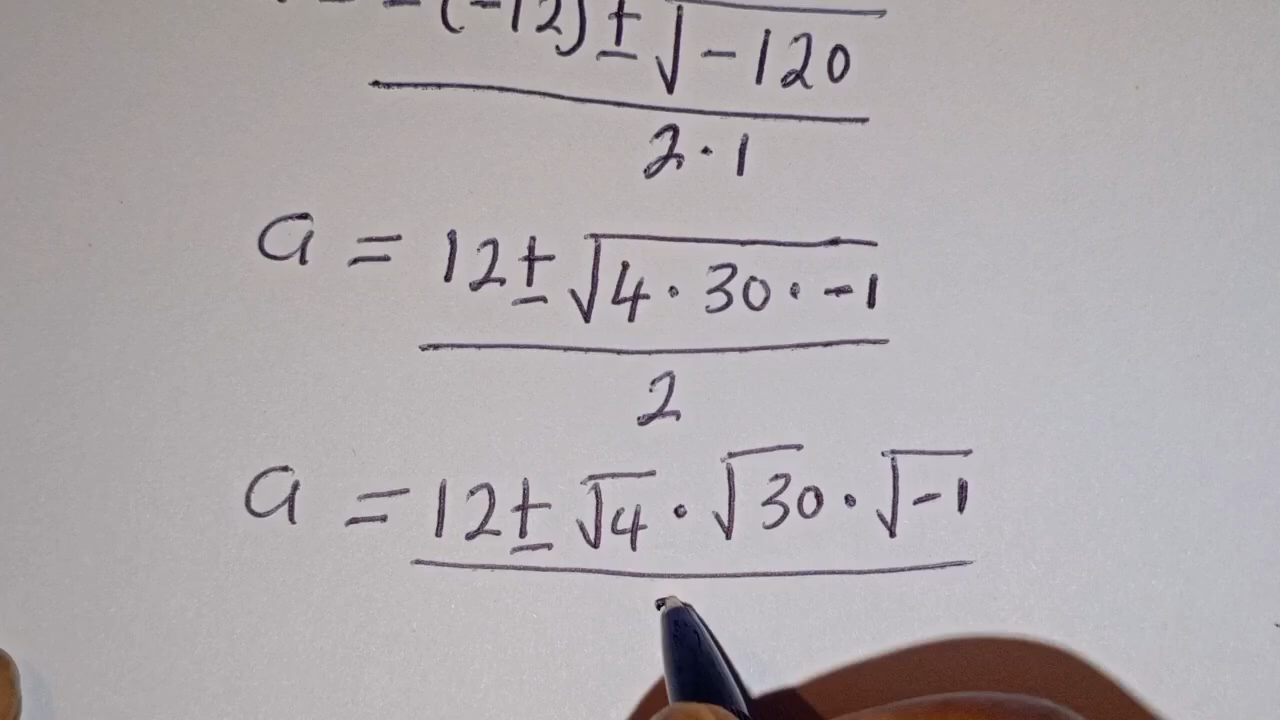 -(-12) ± √-120
2 · 1
a = 12 ± √4 · 30 · -1
2
a = 12 ± √4 · √30 · √-1